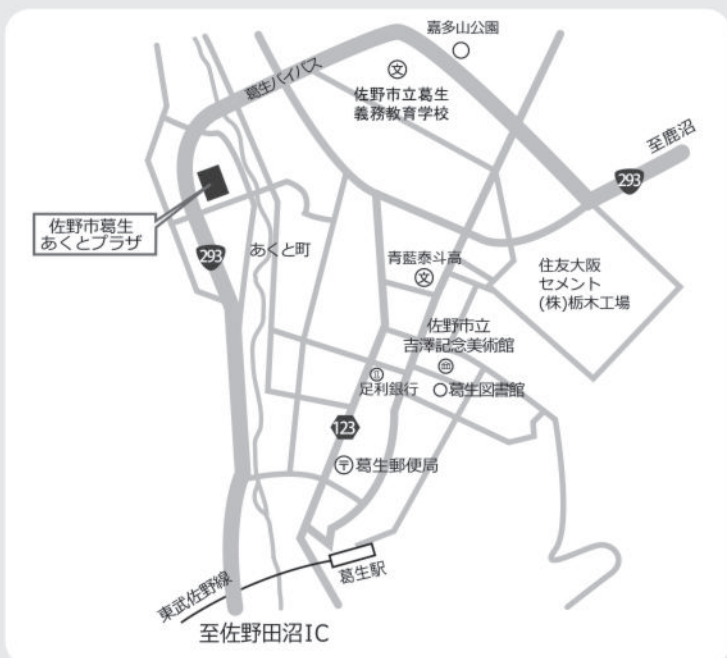 嘉多山公園
葛生バイパス
文
佐野市立葛生
義務教育学校
至鹿沼
293
佐野市葛生
あくとプラザ
293
あくと町
青藍泰斗高
文
住友大阪
セメント
(株)栃木工場
佐野市立
吉澤記念美術館
足利銀行
葛生図書館
123
〒葛生郵便局
葛生駅
東武佐野線
至佐野田沼IC